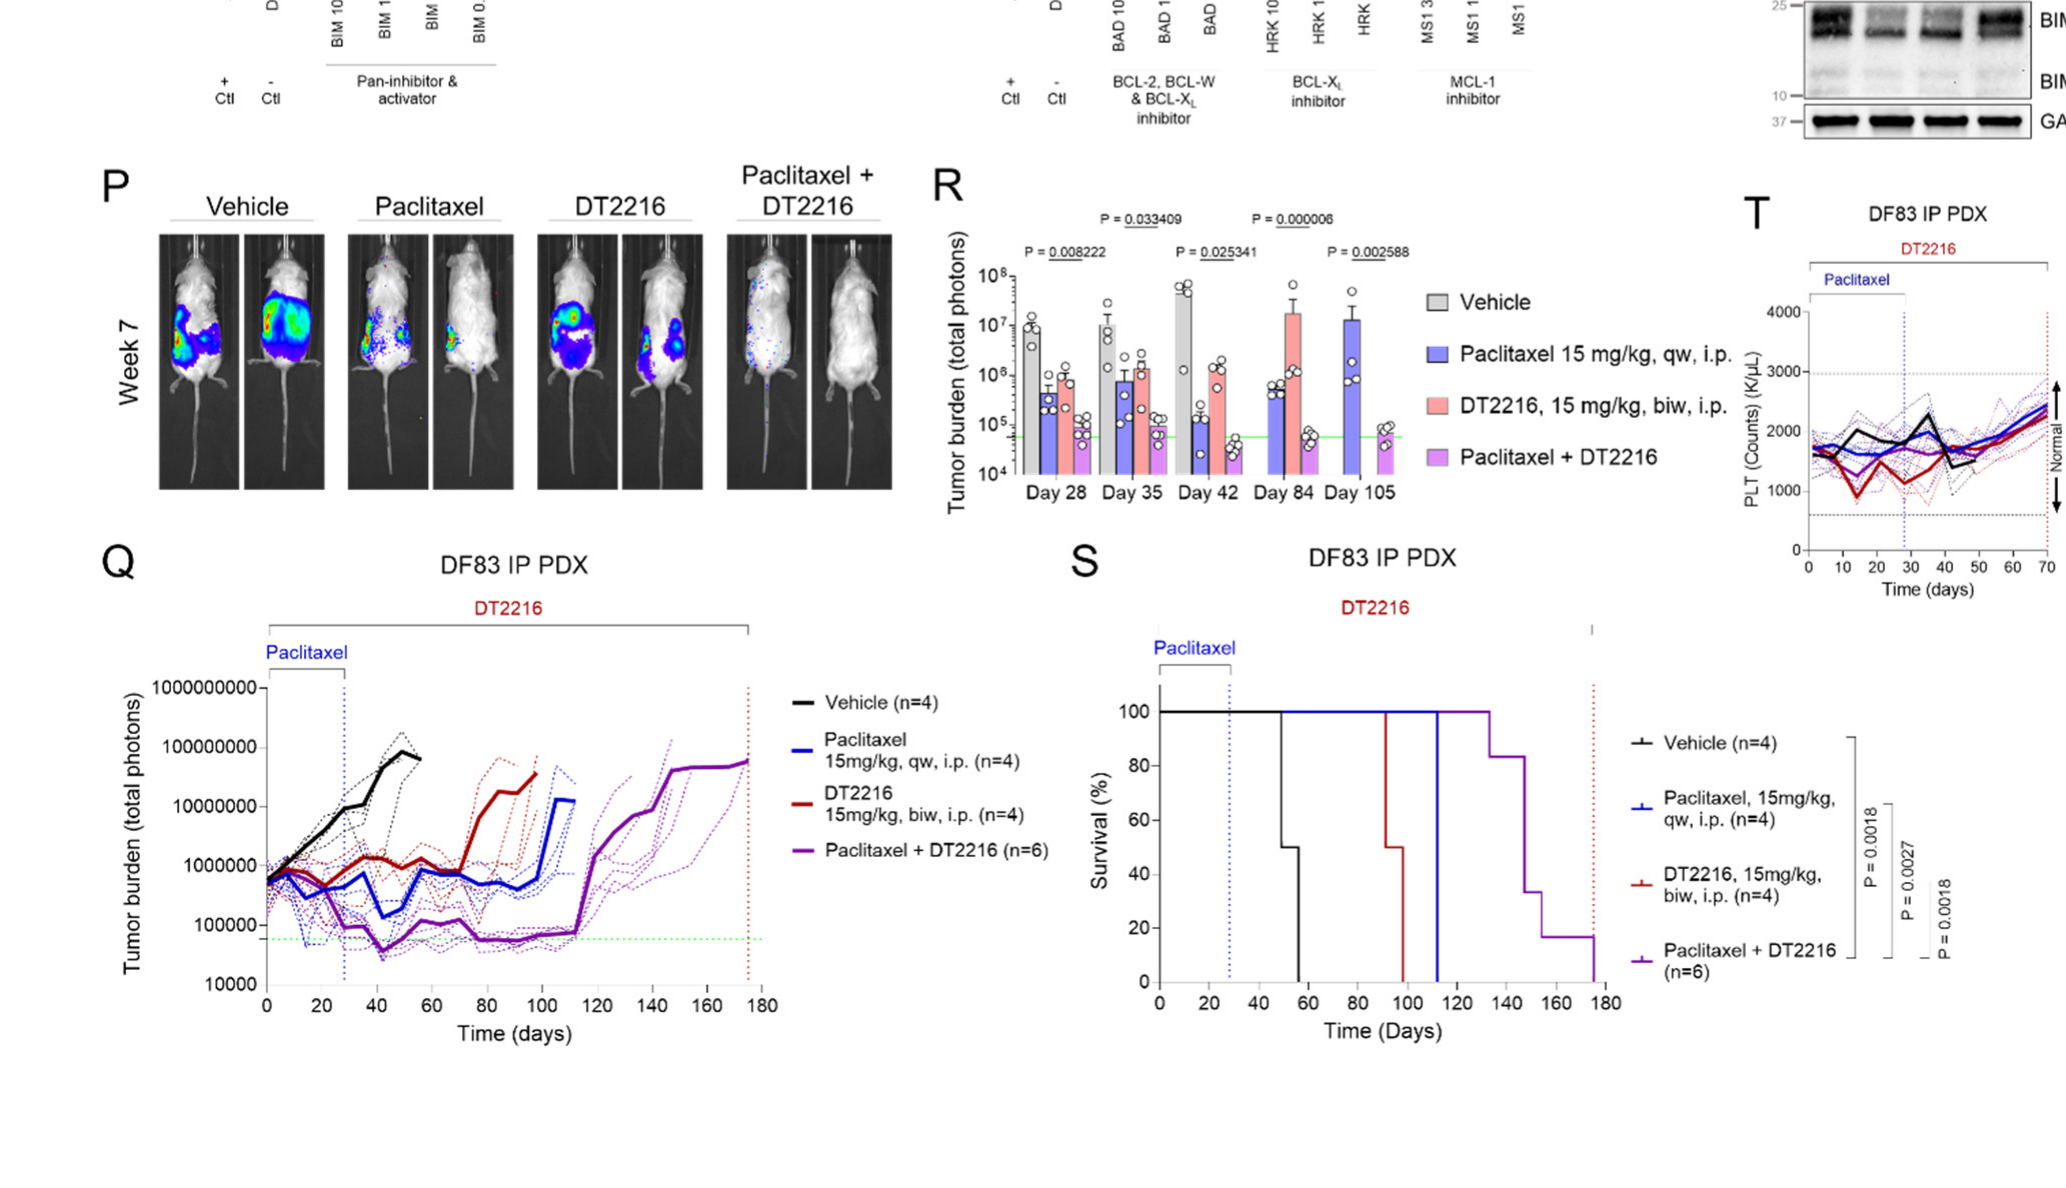 BIM 10
BIM 1
BIM
BIM 0.
BAD 10
BAD 1
BAD
HRK 10
HRK 1
HRK
MS1 3
MS1 1
MS1
+
Ctl
-
Ctl
Pan-inhibitor &
activator
+
Ctl
-
Ctl
BCL-2, BCL-W
& BCL-XL
inhibitor
BCL-XL
inhibitor
MCL-1
inhibitor
25
10
37
BIM
BIM
GA
P
Vehicle
Paclitaxel
DT2216
Paclitaxel +
DT2216
Week 7
R
P = 0.033409
P = 0.000006
P = 0.008222
P = 0.025341
P = 0.002588
Tumor burden (total photons)
10⁸
10⁷
10⁶
10⁵
10⁴
Day 28
Day 35
Day 42
Day 84
Day 105
Vehicle
Paclitaxel 15 mg/kg, qw, i.p.
DT2216, 15 mg/kg, biw, i.p.
Paclitaxel + DT2216
T
DF83 IP PDX
DT2216
Paclitaxel
PLT (Counts) (K/µL)
4000
3000
2000
1000
0
0 10 20 30 40 50 60 70
Time (days)
Normal
Q
DF83 IP PDX
DT2216
Paclitaxel
Tumor burden (total photons)
1000000000
100000000
10000000
1000000
100000
10000
0 20 40 60 80 100 120 140 160 180
Time (days)
Vehicle (n=4)
Paclitaxel
15mg/kg, qw, i.p. (n=4)
DT2216
15mg/kg, biw, i.p. (n=4)
Paclitaxel + DT2216 (n=6)
S
DF83 IP PDX
DT2216
Paclitaxel
Survival (%)
100
80
60
40
20
0
0 20 40 60 80 100 120 140 160 180
Time (Days)
Vehicle (n=4)
Paclitaxel, 15mg/kg,
qw, i.p. (n=4)
DT2216, 15mg/kg,
biw, i.p. (n=4)
Paclitaxel + DT2216
(n=6)
P = 0.0018
P = 0.0027
P = 0.0018